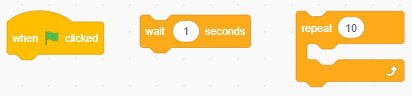 when clicked
wait 1 seconds
repeat 10